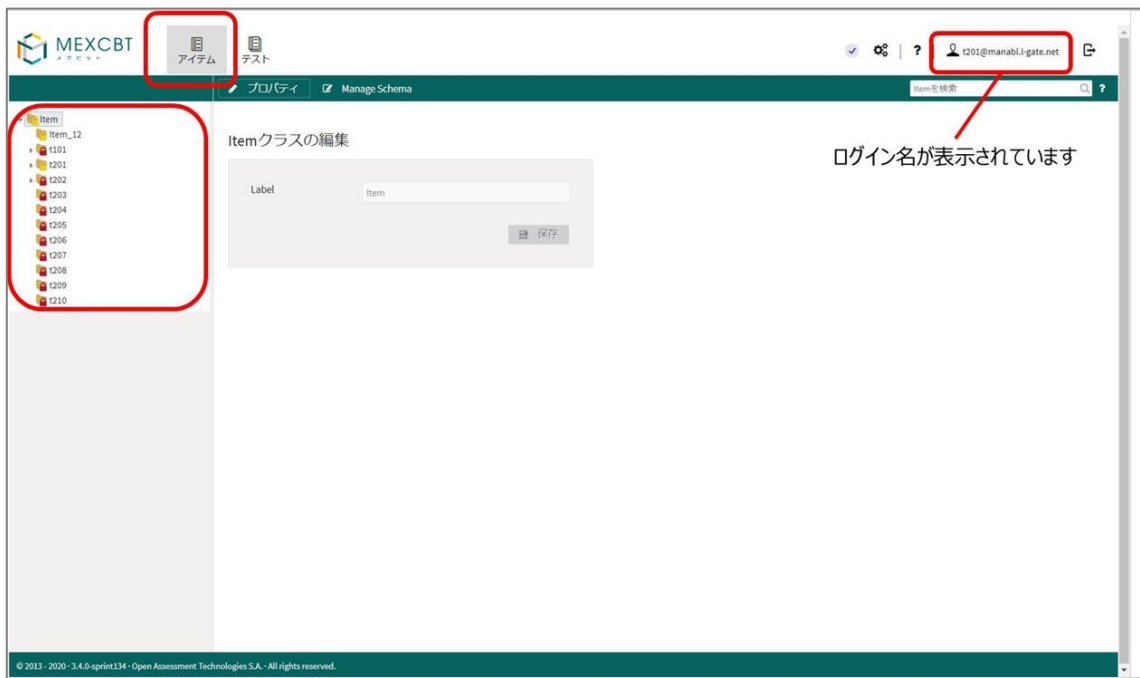 MEXCBT
メクビット
アイテム
テスト
?
t201@manabi.l-gate.net
プロパティ
Manage Schema
Itemを検索
?
Item
Item_12
t101
t201
t202
t203
t204
t205
t206
t207
t208
t209
t210
Itemクラスの編集
Label
Item
保存
ログイン名が表示されています
© 2013 - 2020 · 3.4.0-sprint134 · Open Assessment Technologies S.A. · All rights reserved.